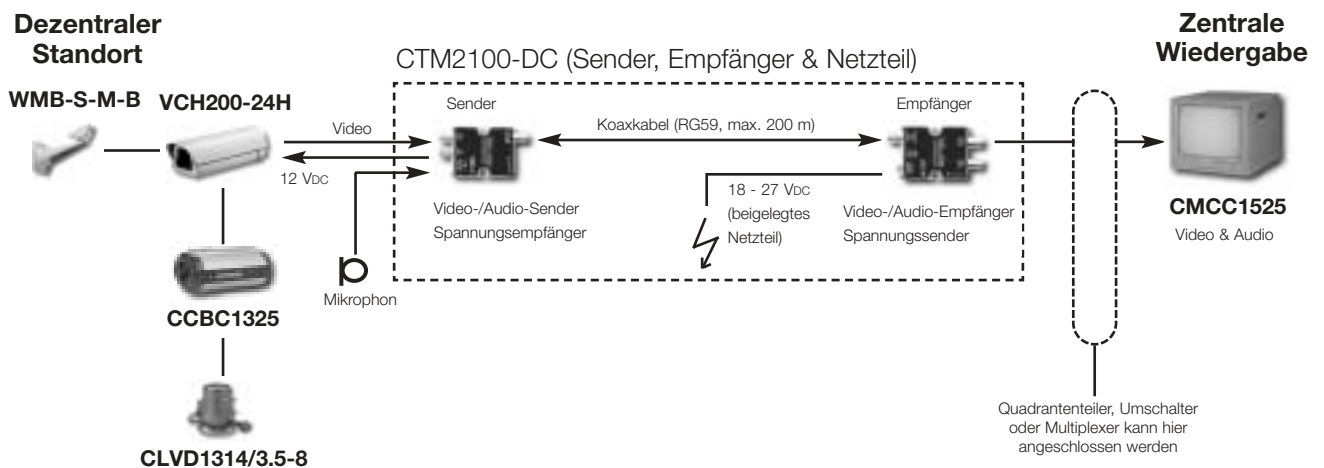 Dezentraler
Standort
WMB-S-M-B
VCH200-24H
Video
12 VDC
CCBC1325
CLVD1314/3.5-8
Mikrophon
CTM2100-DC (Sender, Empfänger & Netzteil)
Sender
Video-/Audio-Sender
Spannungsempfänger
Koaxkabel (RG59, max. 200 m)
18 - 27 VDC
(beigelegtes
Netzteil)
Empfänger
Video-/Audio-Empfänger
Spannungssender
Zentrale
Wiedergabe
CMCC1525
Video & Audio
Quadrantenteiler, Umschalter
oder Multiplexer kann hier
angeschlossen werden